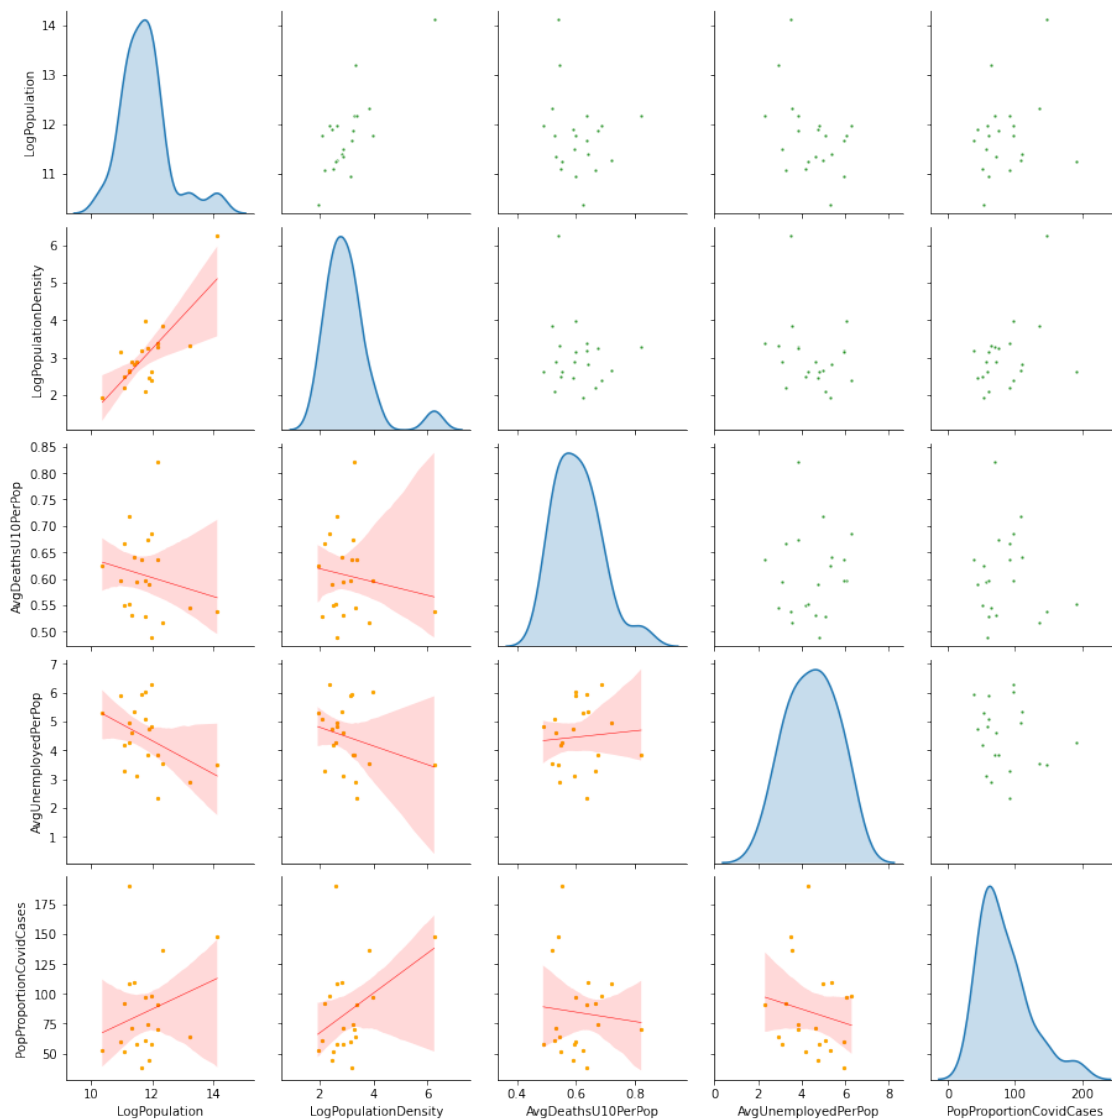 LogPopulation
14
13
12
11
LogPopulationDensity
6
5
4
3
2
AvgDeathsU10PerPop
0.85
0.80
0.75
0.70
0.65
0.60
0.55
0.50
AvgUnemployedPerPop
7
6
5
4
3
2
1
PopProportionCovidCases
175
150
125
100
75
50
10 12 14
2 4 6
0.4 0.6 0.8
0 2 4 6 8
0 100 200
LogPopulation LogPopulationDensity AvgDeathsU10PerPop AvgUnemployedPerPop PopProportionCovidCases